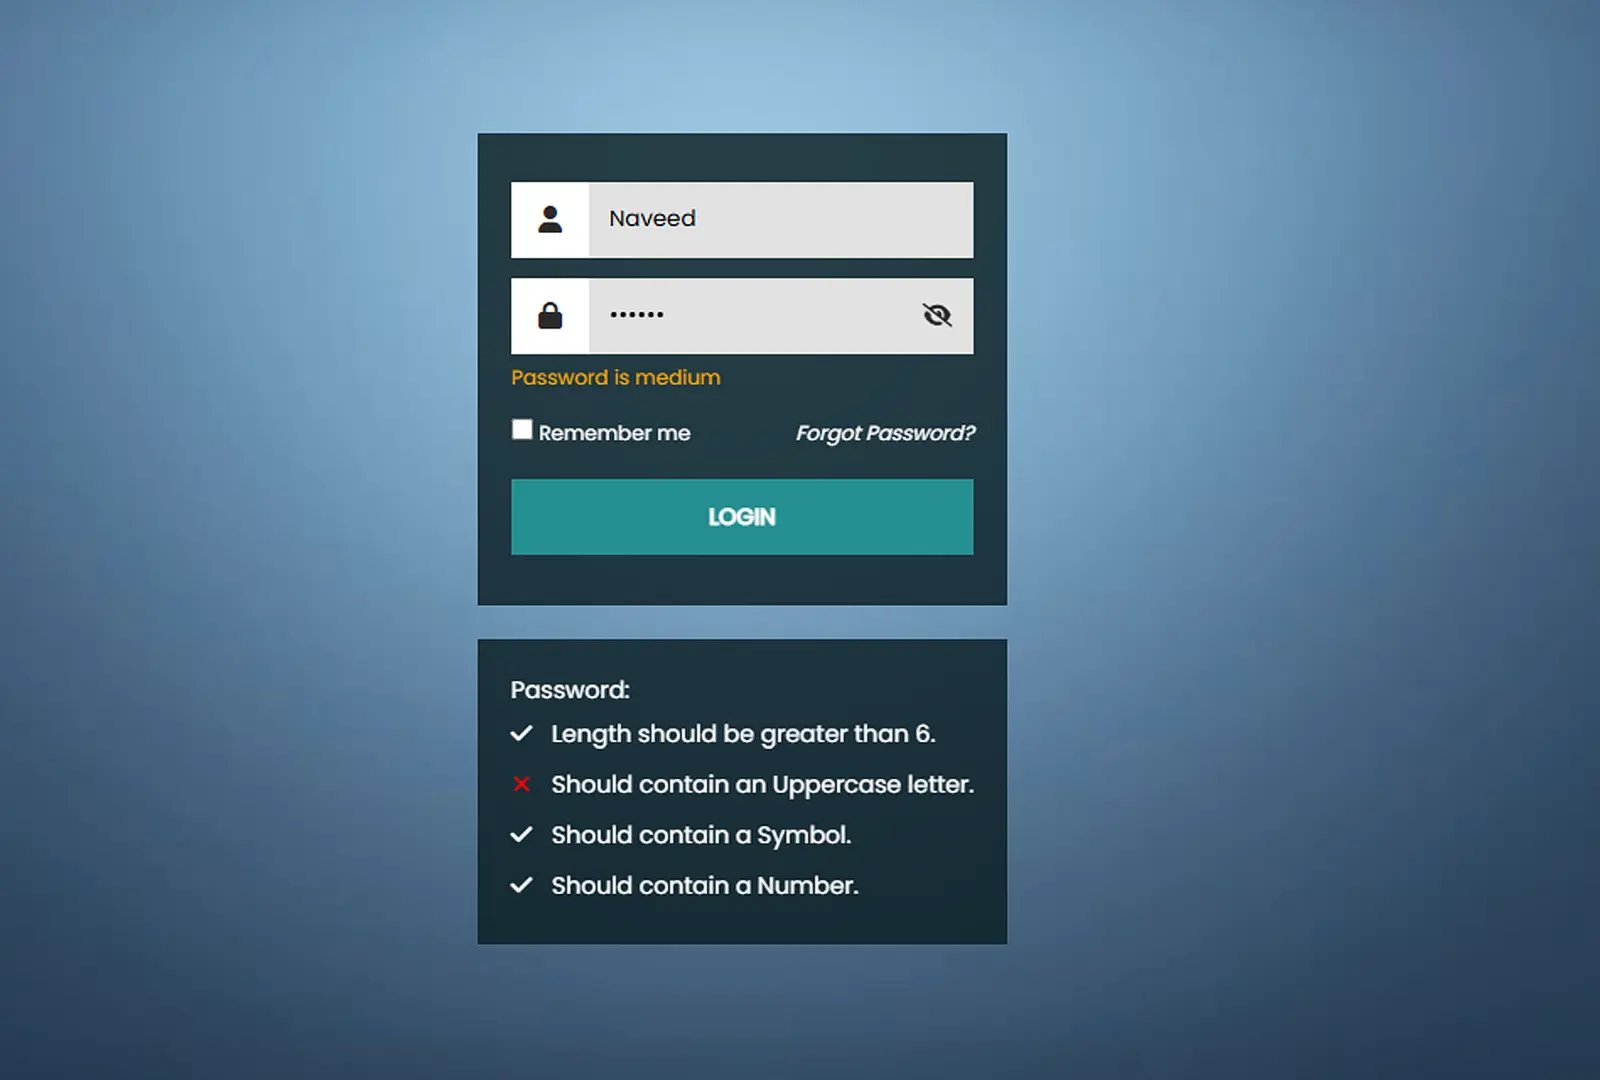 Naveed
••••••
Password is medium
Remember me Forgot Password?
LOGIN
Password:
Length should be greater than 6.
Should contain an Uppercase letter.
Should contain a Symbol.
Should contain a Number.